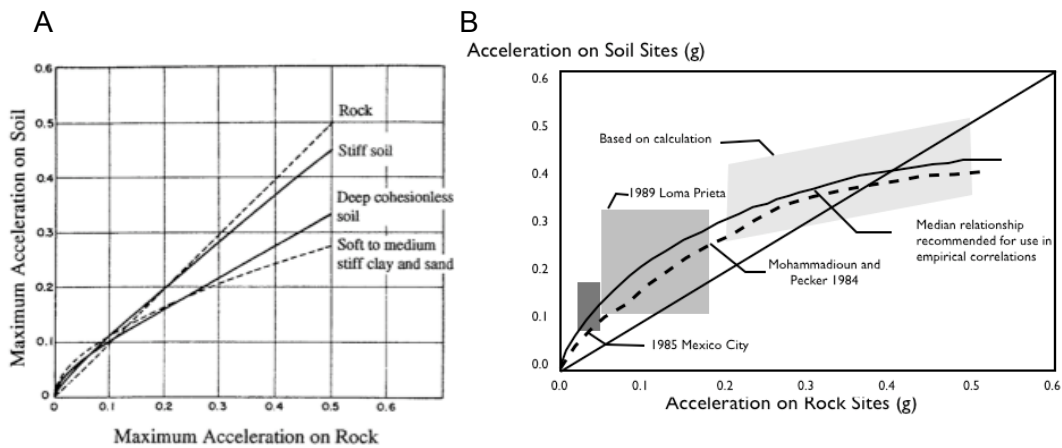 A
Maximum Acceleration on Soil
0.6
0.5
0.4
0.3
0.2
0.1
0
0
0.1
0.2
0.3
0.4
0.5
0.6
Rock
Stiff soil
Deep cohesionless
soil
Soft to medium
stiff clay and sand
Maximum Acceleration on Rock
B
Acceleration on Soil Sites (g)
0.6
0.5
0.4
0.3
0.2
0.1
0.0
0.0
0.1
0.2
0.3
0.4
0.5
0.6
Based on calculation
1989 Loma Prieta
Median relationship
recommended for use in
empirical correlations
Mohammadioun and
Pecker 1984
1985 Mexico City
Acceleration on Rock Sites (g)